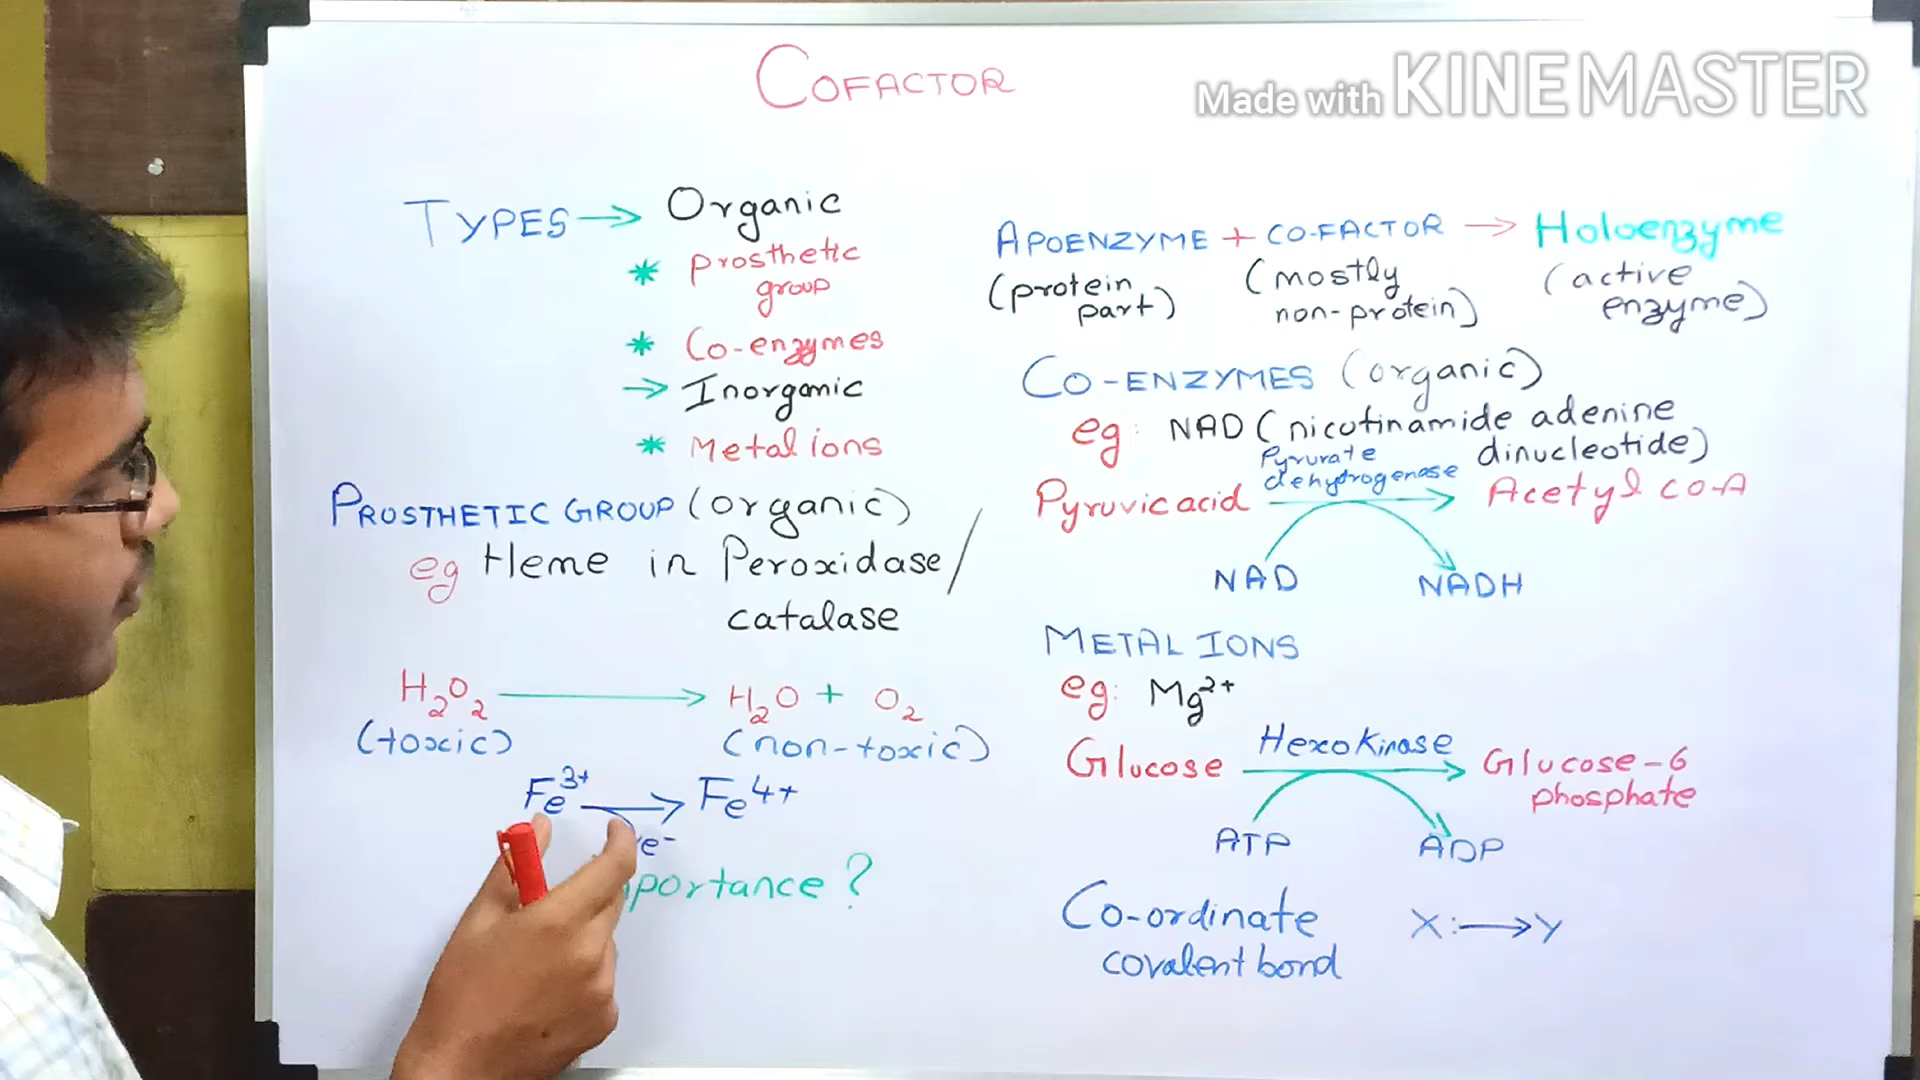 COFACTOR
Made with KINEMASTER
TYPES → Organic
* prosthetic
group
* Co-enzymes
→ Inorganic
* Metal ions
PROSTHETIC GROUP (organic)
eg Heme in Peroxidase/
catalase
H₂O₂ → H₂O + O₂
(toxic) (non-toxic)
Fe³⁺ → Fe⁴⁺
e⁻
portance?
APOENZYME + CO-FACTOR → Holoenzyme
(protein part) (mostly non-protein) (active enzyme)
CO-ENZYMES (organic)
eg: NAD (nicotinamide adenine
dinucleotide)
Pyruvate
dehydrogenase
Pyruvic acid → Acetyl CO-A
NAD NADH
METAL IONS
eg: Mg²⁺
Hexokinase
Glucose → Glucose-6
phosphate
ATP ADP
Co-ordinate X: → Y
covalent bond